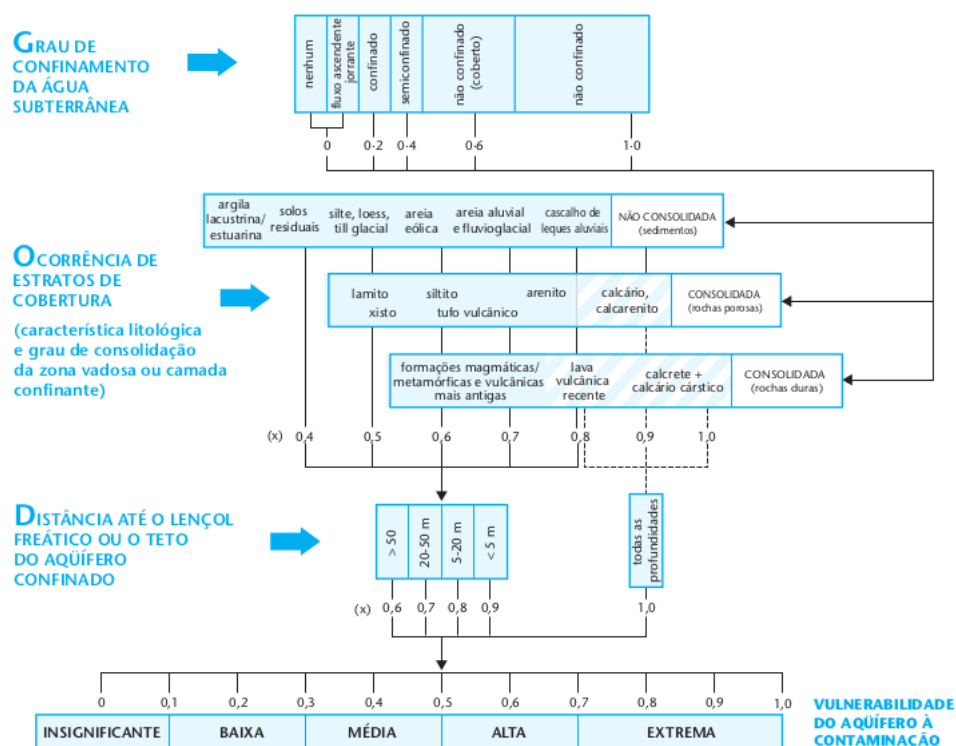 GRAU DE
CONFINAMENTO
DA ÁGUA
SUBTERRÂNEA
nenhum
fluxo ascendente
jorrante
confinado
semiconfinado
não confinado
(coberto)
não confinado
0 0·2 0·4 0·6 1·0
OCORRÊNCIA DE
ESTRATOS DE
COBERTURA
(característica litológica
e grau de consolidação
da zona vadosa ou camada
confinante)
argila
lacustrina/
estuarina
solos
residuais
silte, loess,
till glacial
areia
eólica
areia aluvial
e fluvioglacial
cascalho de
leques aluviais
NÃO CONSOLIDADA
(sedimentos)
lamito
xisto
siltito
tufo vulcânico
arenito
calcário,
calcarenito
CONSOLIDADA
(rochas porosas)
formações magmáticas/
metamórficas e vulcânicas
mais antigas
lava
vulcânica
recente
calcrete +
calcário cárstico
CONSOLIDADA
(rochas duras)
(x) 0,4 0,5 0,6 0,7 0,8 0,9 1,0
DISTÂNCIA ATÉ O LENÇOL
FREÁTICO OU O TETO
DO AQÜÍFERO
CONFINADO
> 50
20-50 m
5-20 m
< 5 m
todas as
profundidades
(x) 0,6 0,7 0,8 0,9 1,0
0 0,1 0,2 0,3 0,4 0,5 0,6 0,7 0,8 0,9 1,0
INSIGNIFICANTE BAIXA MÉDIA ALTA EXTREMA
VULNERABILIDADE
DO AQÜÍFERO À
CONTAMINAÇÃO